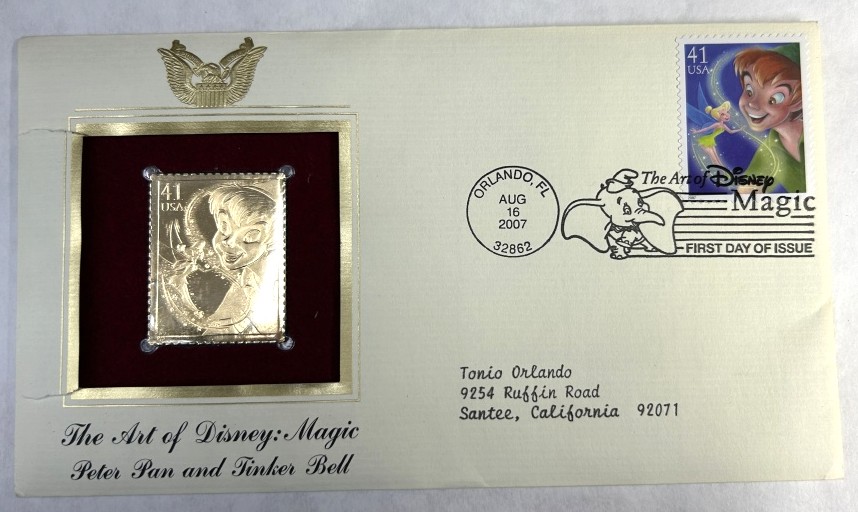 41
USA
41
USA
The Art of Disney
Magic
ORLANDO, FL
AUG
16
2007
32862
FIRST DAY OF ISSUE
Tonio Orlando
9254 Ruffin Road
Santee, California 92071
The Art of Disney: Magic
Peter Pan and Tinker Bell